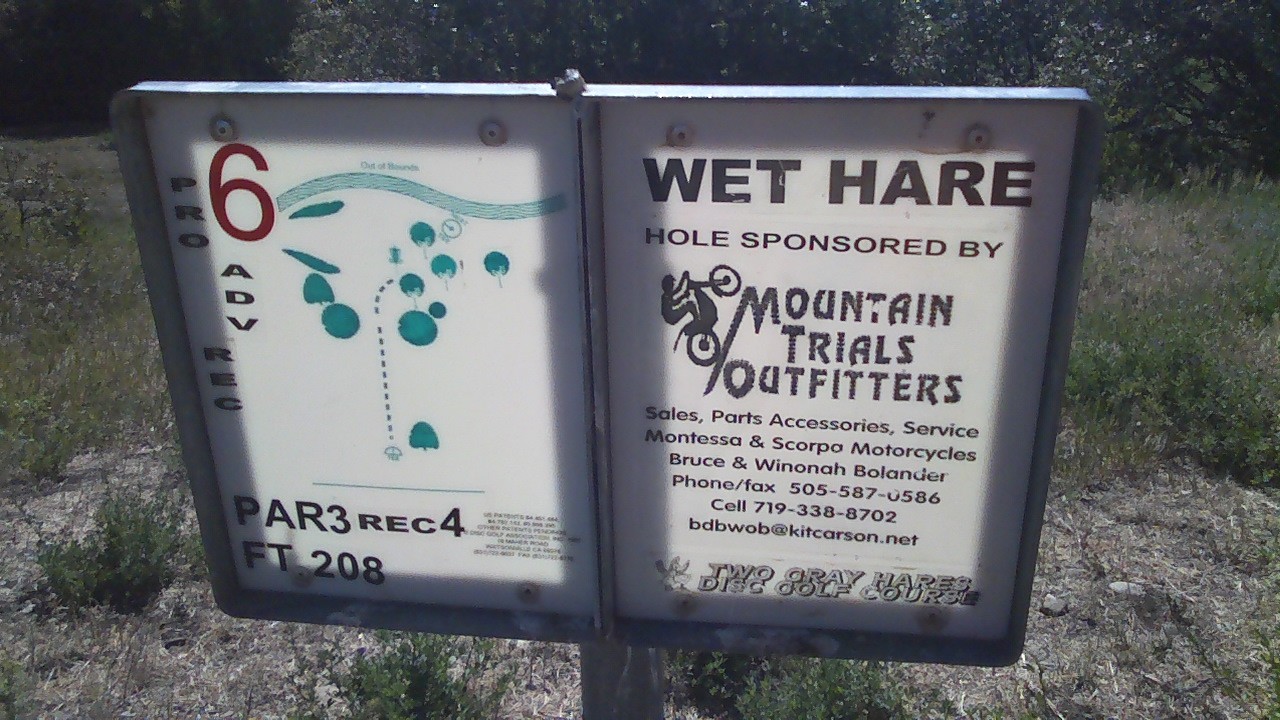 6
PRO
ADV
REC
Out of Bounds
TEE
PAR3 REC4
FT 208
WET HARE
HOLE SPONSORED BY
MOUNTAIN
TRIALS
OUTFITTERS
Sales, Parts Accessories, Service
Montessa & Scorpa Motorcycles
Bruce & Winonah Bolander
Phone/fax 505-587-0586
Cell 719-338-8702
bdbwob@kitcarson.net
TWO GRAY HARES
DISC GOLF COURSE